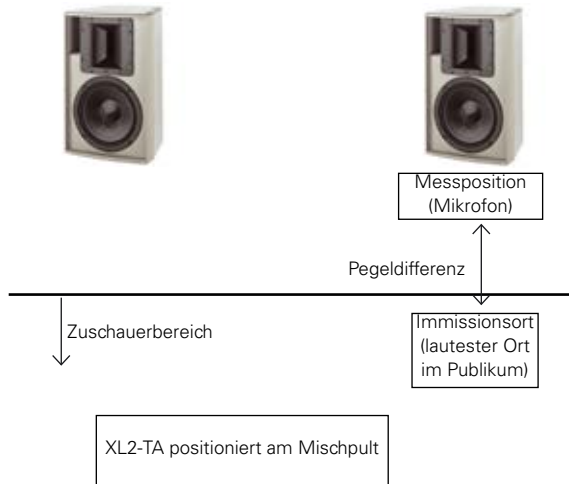 Messposition
(Mikrofon)
Pegeldifferenz
Zuschauerbereich
Immissionsort
(lautester Ort
im Publikum)
XL2-TA positioniert am Mischpult